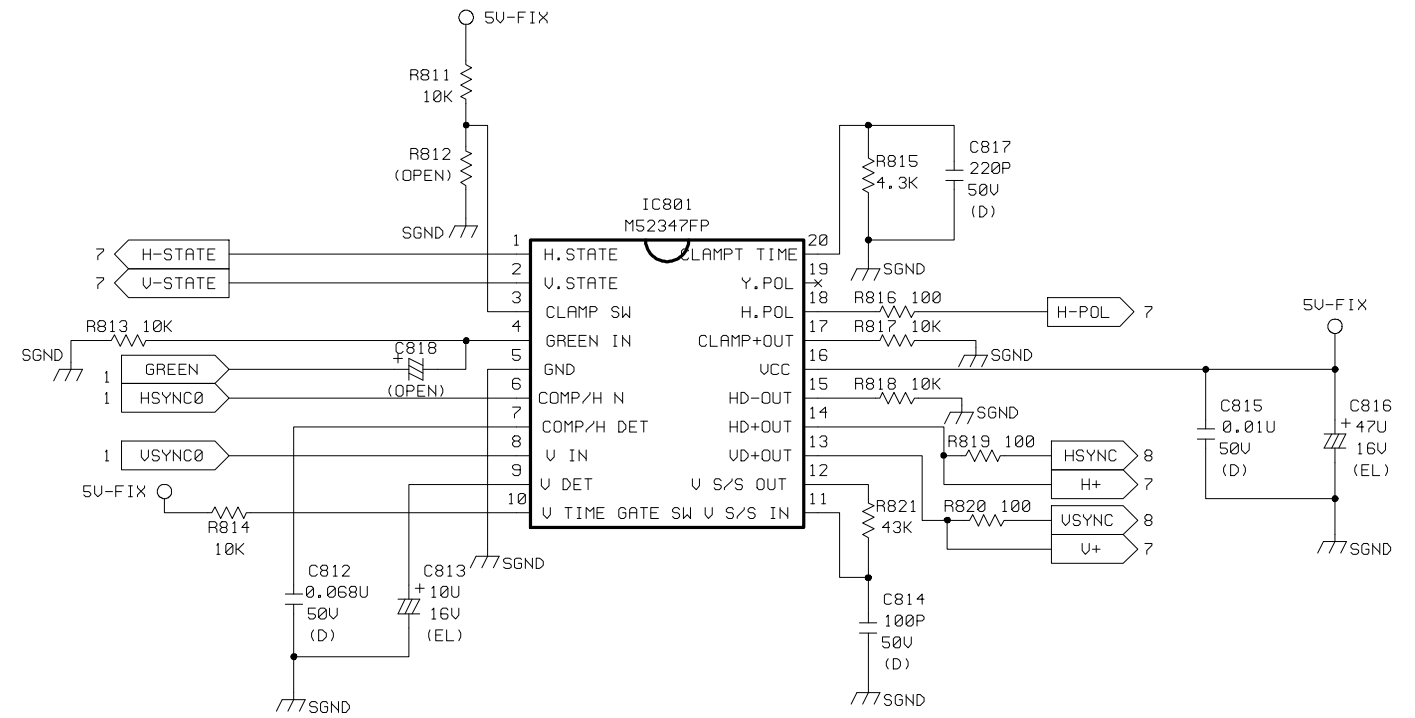 5V-FIX
R811
10K
R812
(OPEN)
SGND
IC801
M52347FP
R815
4.3K
C817
220P
50V
(D)
SGND
7 H-STATE
7 V-STATE
R813 10K
SGND
C818
+
(OPEN)
1 GREEN
1 HSYNC0
1 VSYNC0
5V-FIX
R814
10K
1 H.STATE
2 V.STATE
3 CLAMP SW
4 GREEN IN
5 GND
6 COMP/H N
7 COMP/H DET
8 V IN
9 V DET
10 V TIME GATE SW
CLAMPT TIME 20
Y.POL 19
H.POL 18
CLAMP+OUT 17
VCC 16
HD-OUT 15
HD+OUT 14
VD+OUT 13
V S/S OUT 12
V S/S IN 11
R816 100
H-POL 7
R817 10K
SGND
R818 10K
SGND
R819 100
HSYNC 8
H+ 7
R820 100
VSYNC 8
V+ 7
R821
43K
5V-FIX
C815
0.01U
50V
(D)
C816
+ 47U
16V
(EL)
SGND
SGND
C812
0.068U
50V
(D)
C813
+ 10U
16V
(EL)
SGND
C814
100P
50V
(D)
SGND